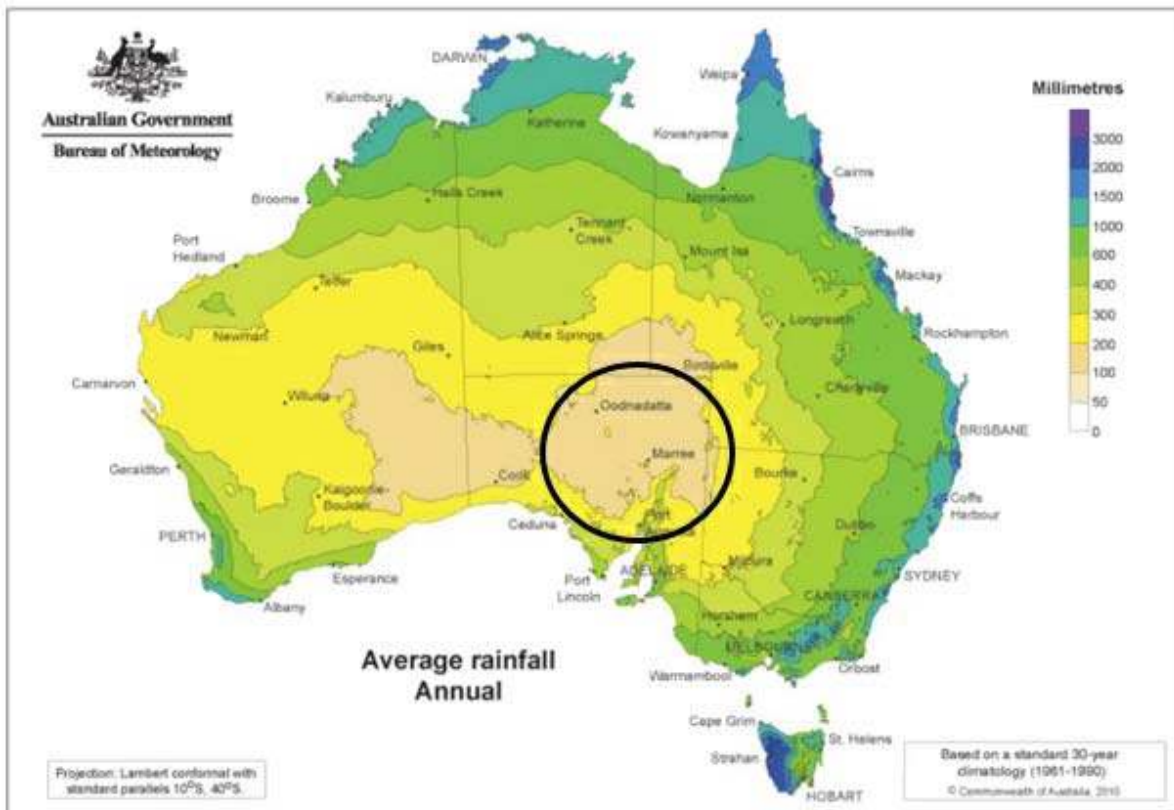 Australian Government
Bureau of Meteorology
DARWIN
Kalumburu
Katherine
Weipa
Kowanyama
Cairns
Broome
Halls Creek
Normanton
Townsville
Port
Hedland
Tennant
Creek
Mount Isa
Mackay
Telfer
Newman
Longreach
Rockhampton
Giles
Alice Springs
Birdsville
Carnarvon
Wiluna
Oodnadatta
Charleville
BRISBANE
Geraldton
Marree
Cook
Bourke
Kalgoorlie-
Boulder
Ceduna
Port
Coffs
Harbour
PERTH
Dubbo
Esperance
Albany
Port
Lincoln
ADELAIDE
Mildura
SYDNEY
CANBERRA
Horsham
MELBOURNE
Orbost
Warrnambool
Cape Grim
Strahan
St. Helens
HOBART
Millimetres
3000
2000
1500
1000
600
400
300
200
100
50
0
Average rainfall
Annual
Projection: Lambert conformal with
standard parallels 10°S, 40°S.
Based on a standard 30-year
climatology (1961-1990)
© Commonwealth of Australia, 2010